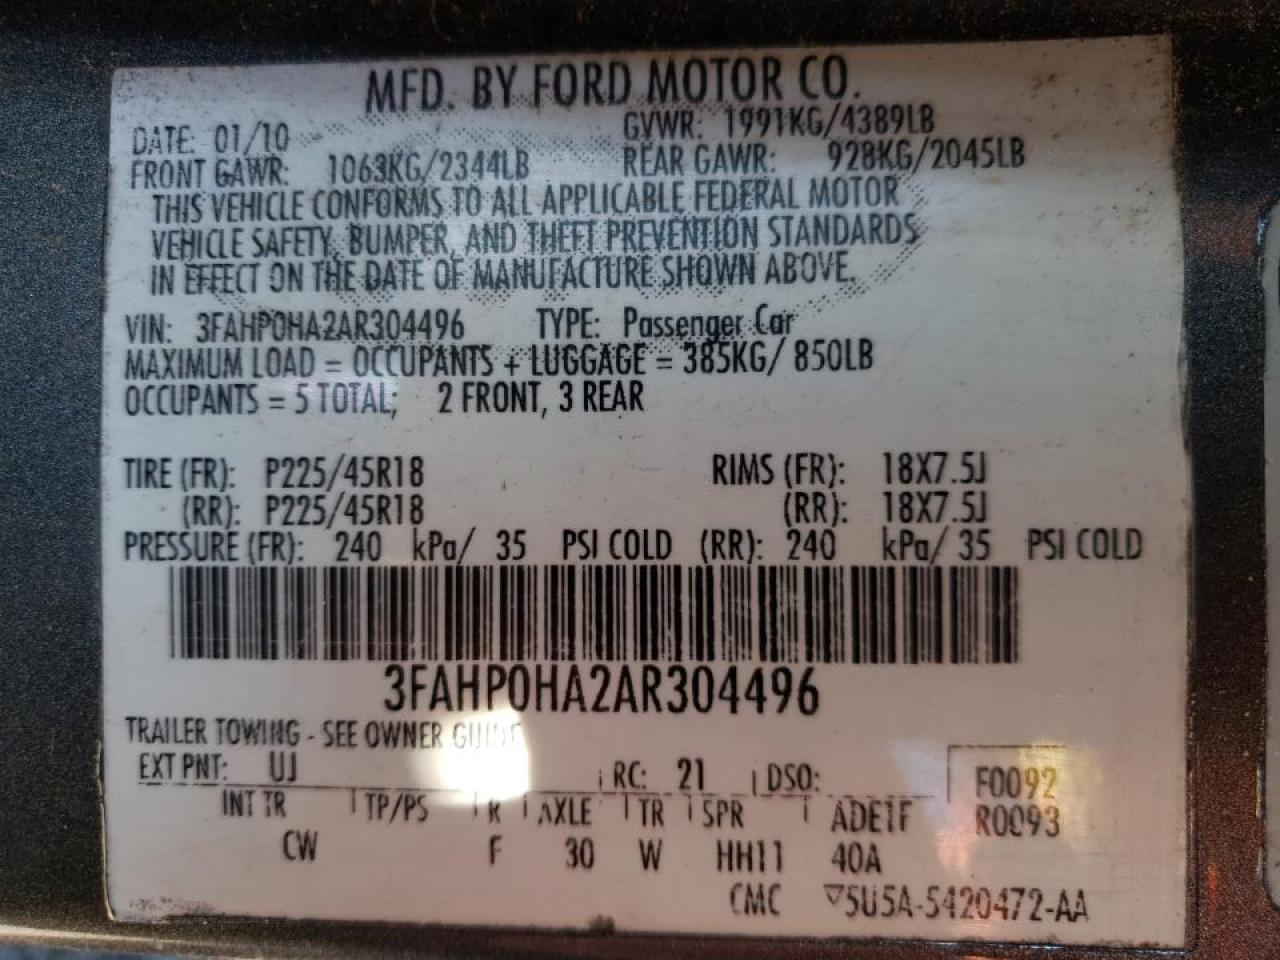 MFD. BY FORD MOTOR CO.
DATE: 01/10 GVWR: 1991KG/4389LB
FRONT GAWR: 1063KG/2344LB REAR GAWR: 928KG/2045LB
THIS VEHICLE CONFORMS TO ALL APPLICABLE FEDERAL MOTOR
VEHICLE SAFETY, BUMPER, AND THEFT PREVENTION STANDARDS
IN EFFECT ON THE DATE OF MANUFACTURE SHOWN ABOVE.
VIN: 3FAHP0HA2AR304496 TYPE: Passenger Car
MAXIMUM LOAD = OCCUPANTS + LUGGAGE = 385KG/ 850LB
OCCUPANTS = 5 TOTAL; 2 FRONT, 3 REAR
TIRE (FR): P225/45R18 RIMS (FR): 18X7.5J
(RR): P225/45R18 (RR): 18X7.5J
PRESSURE (FR): 240 kPa/ 35 PSI COLD (RR): 240 kPa/ 35 PSI COLD
3FAHP0HA2AR304496
TRAILER TOWING - SEE OWNER GUIDE
EXT PNT: UJ RC: 21 DSO: F0092
INT TR TP/PS R AXLE TR SPR ADE1F R0093
CW F 30 W HH11 40A
CMC ▽5U5A-5420472-AA